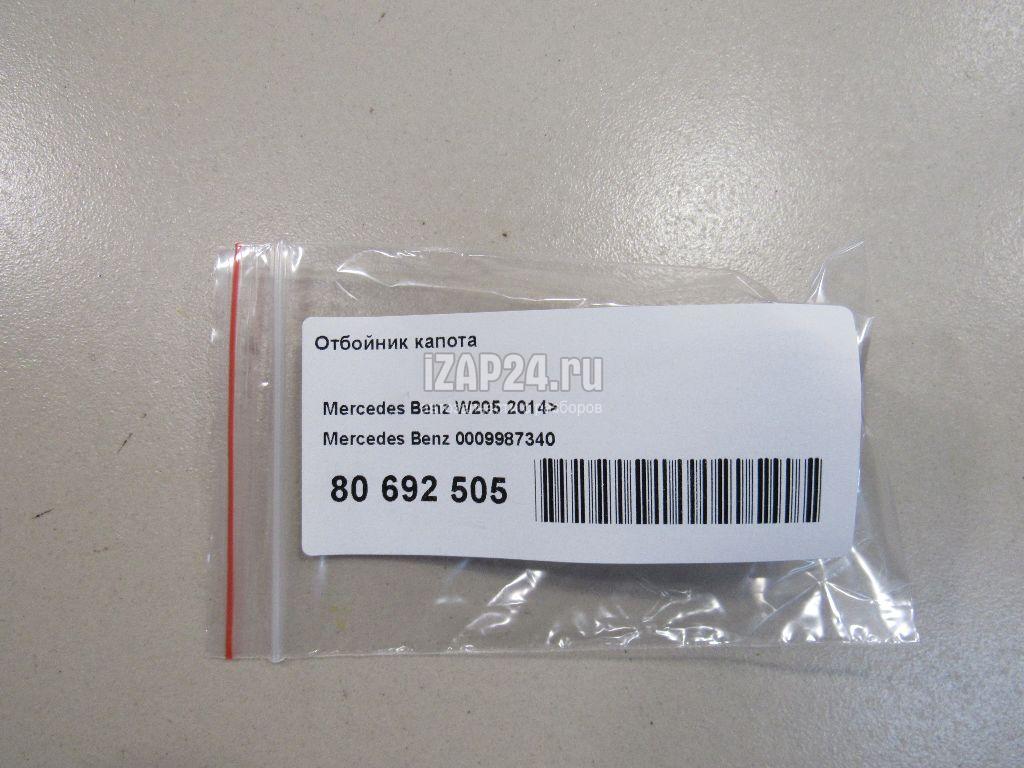 Отбойник капота
iZAP24.ru
Mercedes Benz W205 2014>
Mercedes Benz 0009987340
80 692 505